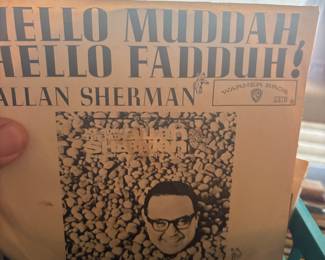 HELLO MUDDAH,
HELLO FADDUH!
ALLAN SHERMAN
WARNER BROS.